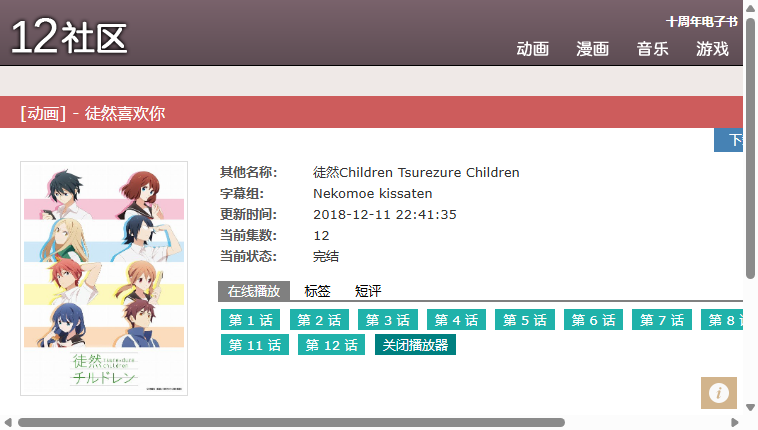 十周年电子书
12社区
动画 漫画 音乐 游戏
[动画] - 徒然喜欢你
其他名称: 徒然Children Tsurezure Children
字幕组: Nekomoe kissaten
更新时间: 2018-12-11 22:41:35
当前集数: 12
当前状态: 完结
在线播放 标签 短评
第 1 话 第 2 话 第 3 话 第 4 话 第 5 话 第 6 话 第 7 话 第 8
第 11 话 第 12 话 关闭播放器
徒然 tsurezure children
チルドレン